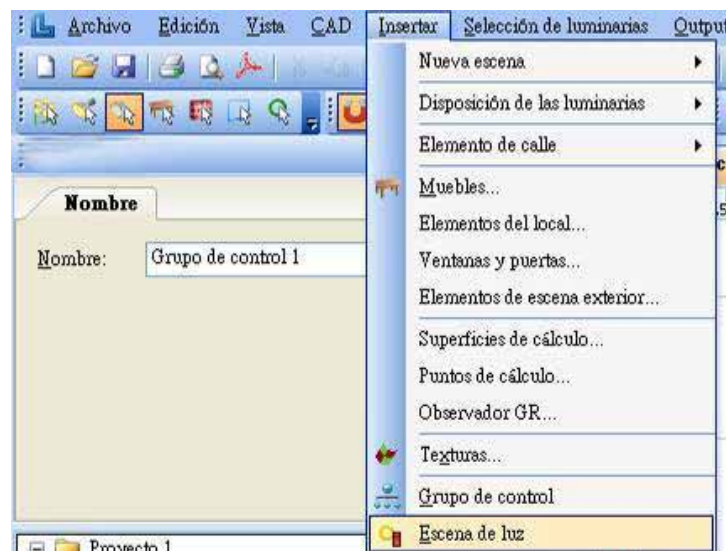 Archivo Edición Vista CAD Insertar Selección de luminarias Output
Nueva escena
Disposición de las luminarias
Elemento de calle
Muebles...
Nombre
Elementos del local...
Nombre: Grupo de control 1
Ventanas y puertas...
Elementos de escena exterior...
Superficies de cálculo...
Puntos de cálculo...
Observador GR...
Texturas...
Grupo de control
Escena de luz
Proyecto 1